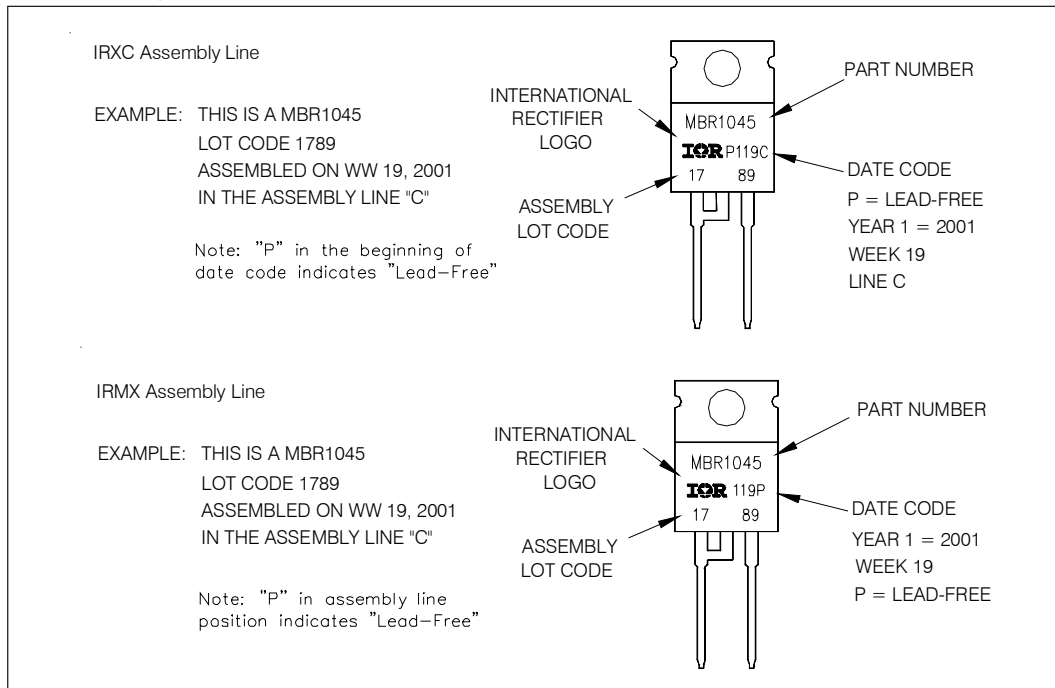 IRXC Assembly Line
EXAMPLE: THIS IS A MBR1045
LOT CODE 1789
ASSEMBLED ON WW 19, 2001
IN THE ASSEMBLY LINE "C"
Note: "P" in the beginning of
date code indicates "Lead-Free"
INTERNATIONAL
RECTIFIER
LOGO
ASSEMBLY
LOT CODE
MBR1045
IOR P119C
17 89
PART NUMBER
DATE CODE
P = LEAD-FREE
YEAR 1 = 2001
WEEK 19
LINE C
IRMX Assembly Line
EXAMPLE: THIS IS A MBR1045
LOT CODE 1789
ASSEMBLED ON WW 19, 2001
IN THE ASSEMBLY LINE "C"
Note: "P" in assembly line
position indicates "Lead-Free"
INTERNATIONAL
RECTIFIER
LOGO
ASSEMBLY
LOT CODE
MBR1045
IOR 119P
17 89
PART NUMBER
DATE CODE
YEAR 1 = 2001
WEEK 19
P = LEAD-FREE